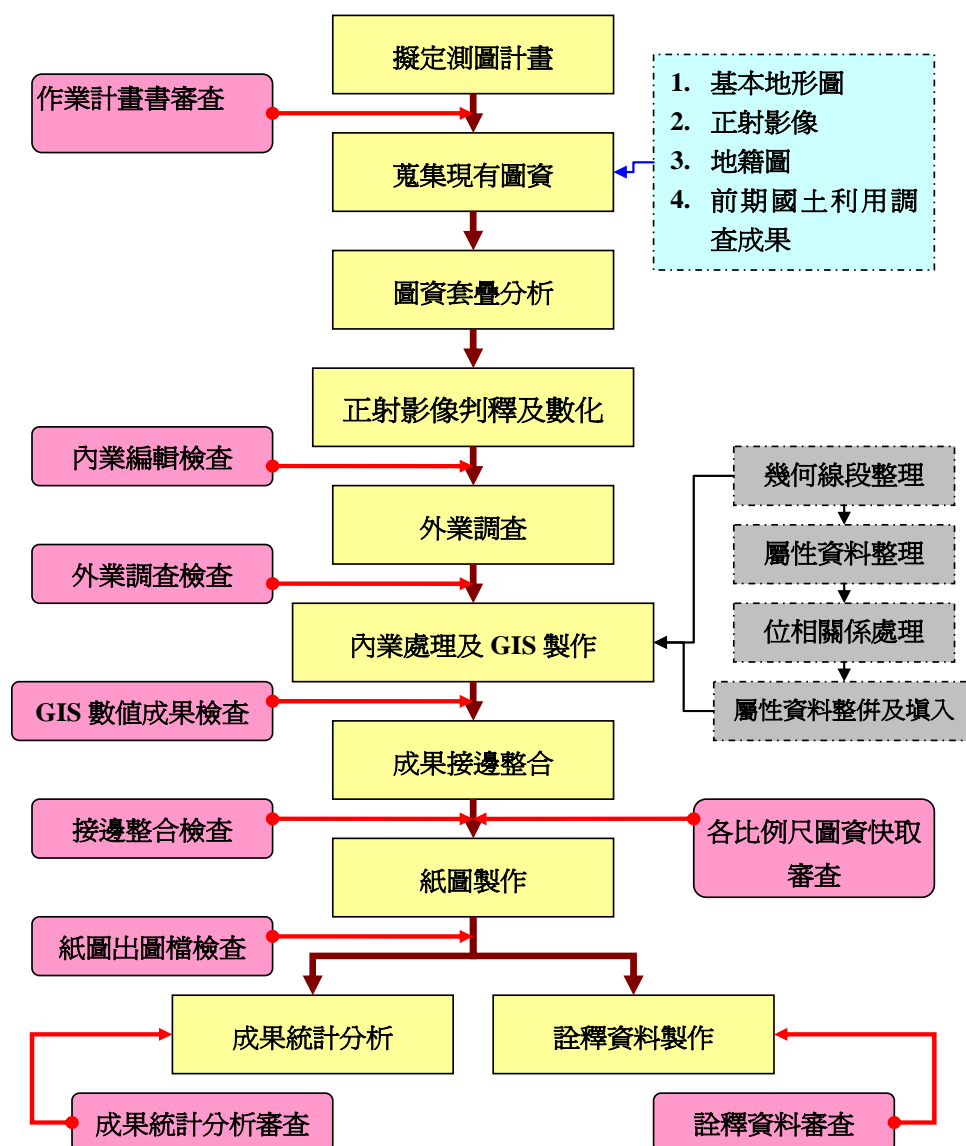 擬定測圖計畫
作業計畫書審查
1. 基本地形圖
2. 正射影像
3. 地籍圖
4. 前期國土利用調
查成果
蒐集現有圖資
圖資套疊分析
正射影像判釋及數化
內業編輯檢查
幾何線段整理
外業調查
屬性資料整理
外業調查檢查
位相關係處理
內業處理及 GIS 製作
屬性資料整併及填入
GIS 數值成果檢查
成果接邊整合
接邊整合檢查
各比例尺圖資快取
審查
紙圖製作
紙圖出圖檔檢查
成果統計分析
詮釋資料製作
成果統計分析審查
詮釋資料審查